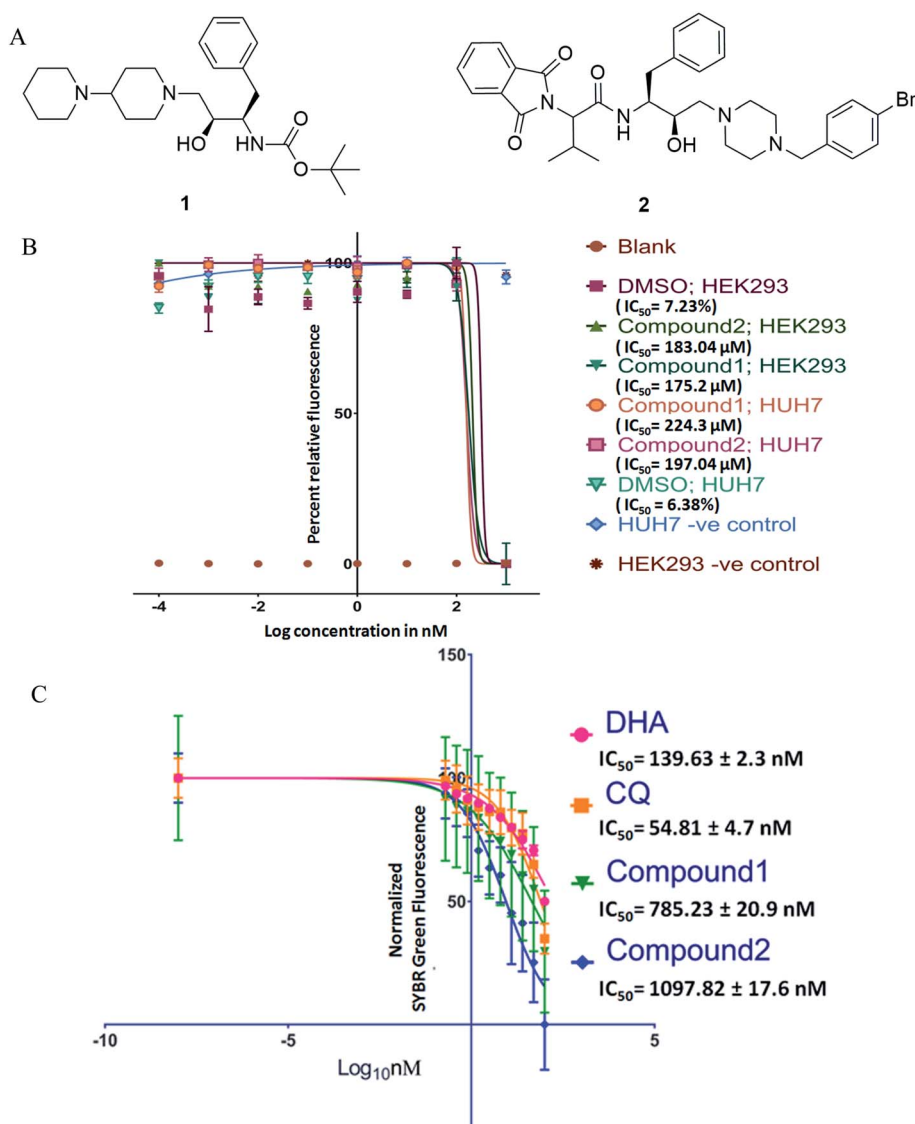 A
N
N
HO
HN
O
O
1
O
N
O
O
N
H
OH
N
N
Br
2
B
100
50
0
-4
-2
0
2
Percent relative fluorescence
Log concentration in nM
Blank
DMSO; HEK293
( IC50= 7.23%)
Compound2; HEK293
( IC50= 183.04 µM)
Compound1; HEK293
( IC50= 175.2 µM)
Compound1; HUH7
( IC50= 224.3 µM)
Compound2; HUH7
( IC50= 197.04 µM)
DMSO; HUH7
( IC50 = 6.38%)
HUH7 -ve control
HEK293 -ve control
C
150
100
50
-10
-5
5
Normalized
SYBR Green Fluorescence
Log10nM
DHA
IC50= 139.63 ± 2.3 nM
CQ
IC50= 54.81 ± 4.7 nM
Compound1
IC50= 785.23 ± 20.9 nM
Compound2
IC50= 1097.82 ± 17.6 nM